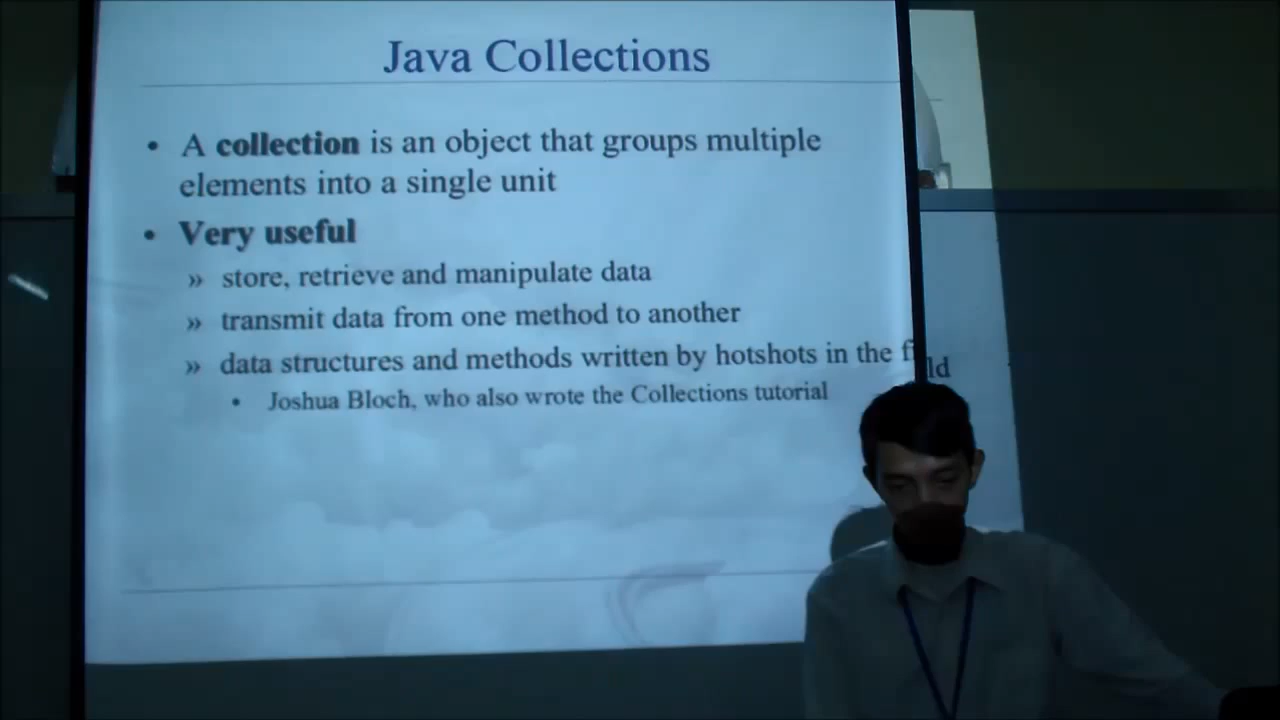 Java Collections
• A collection is an object that groups multiple
elements into a single unit
• Very useful
» store, retrieve and manipulate data
» transmit data from one method to another
» data structures and methods written by hotshots in the field
• Joshua Bloch, who also wrote the Collections tutorial